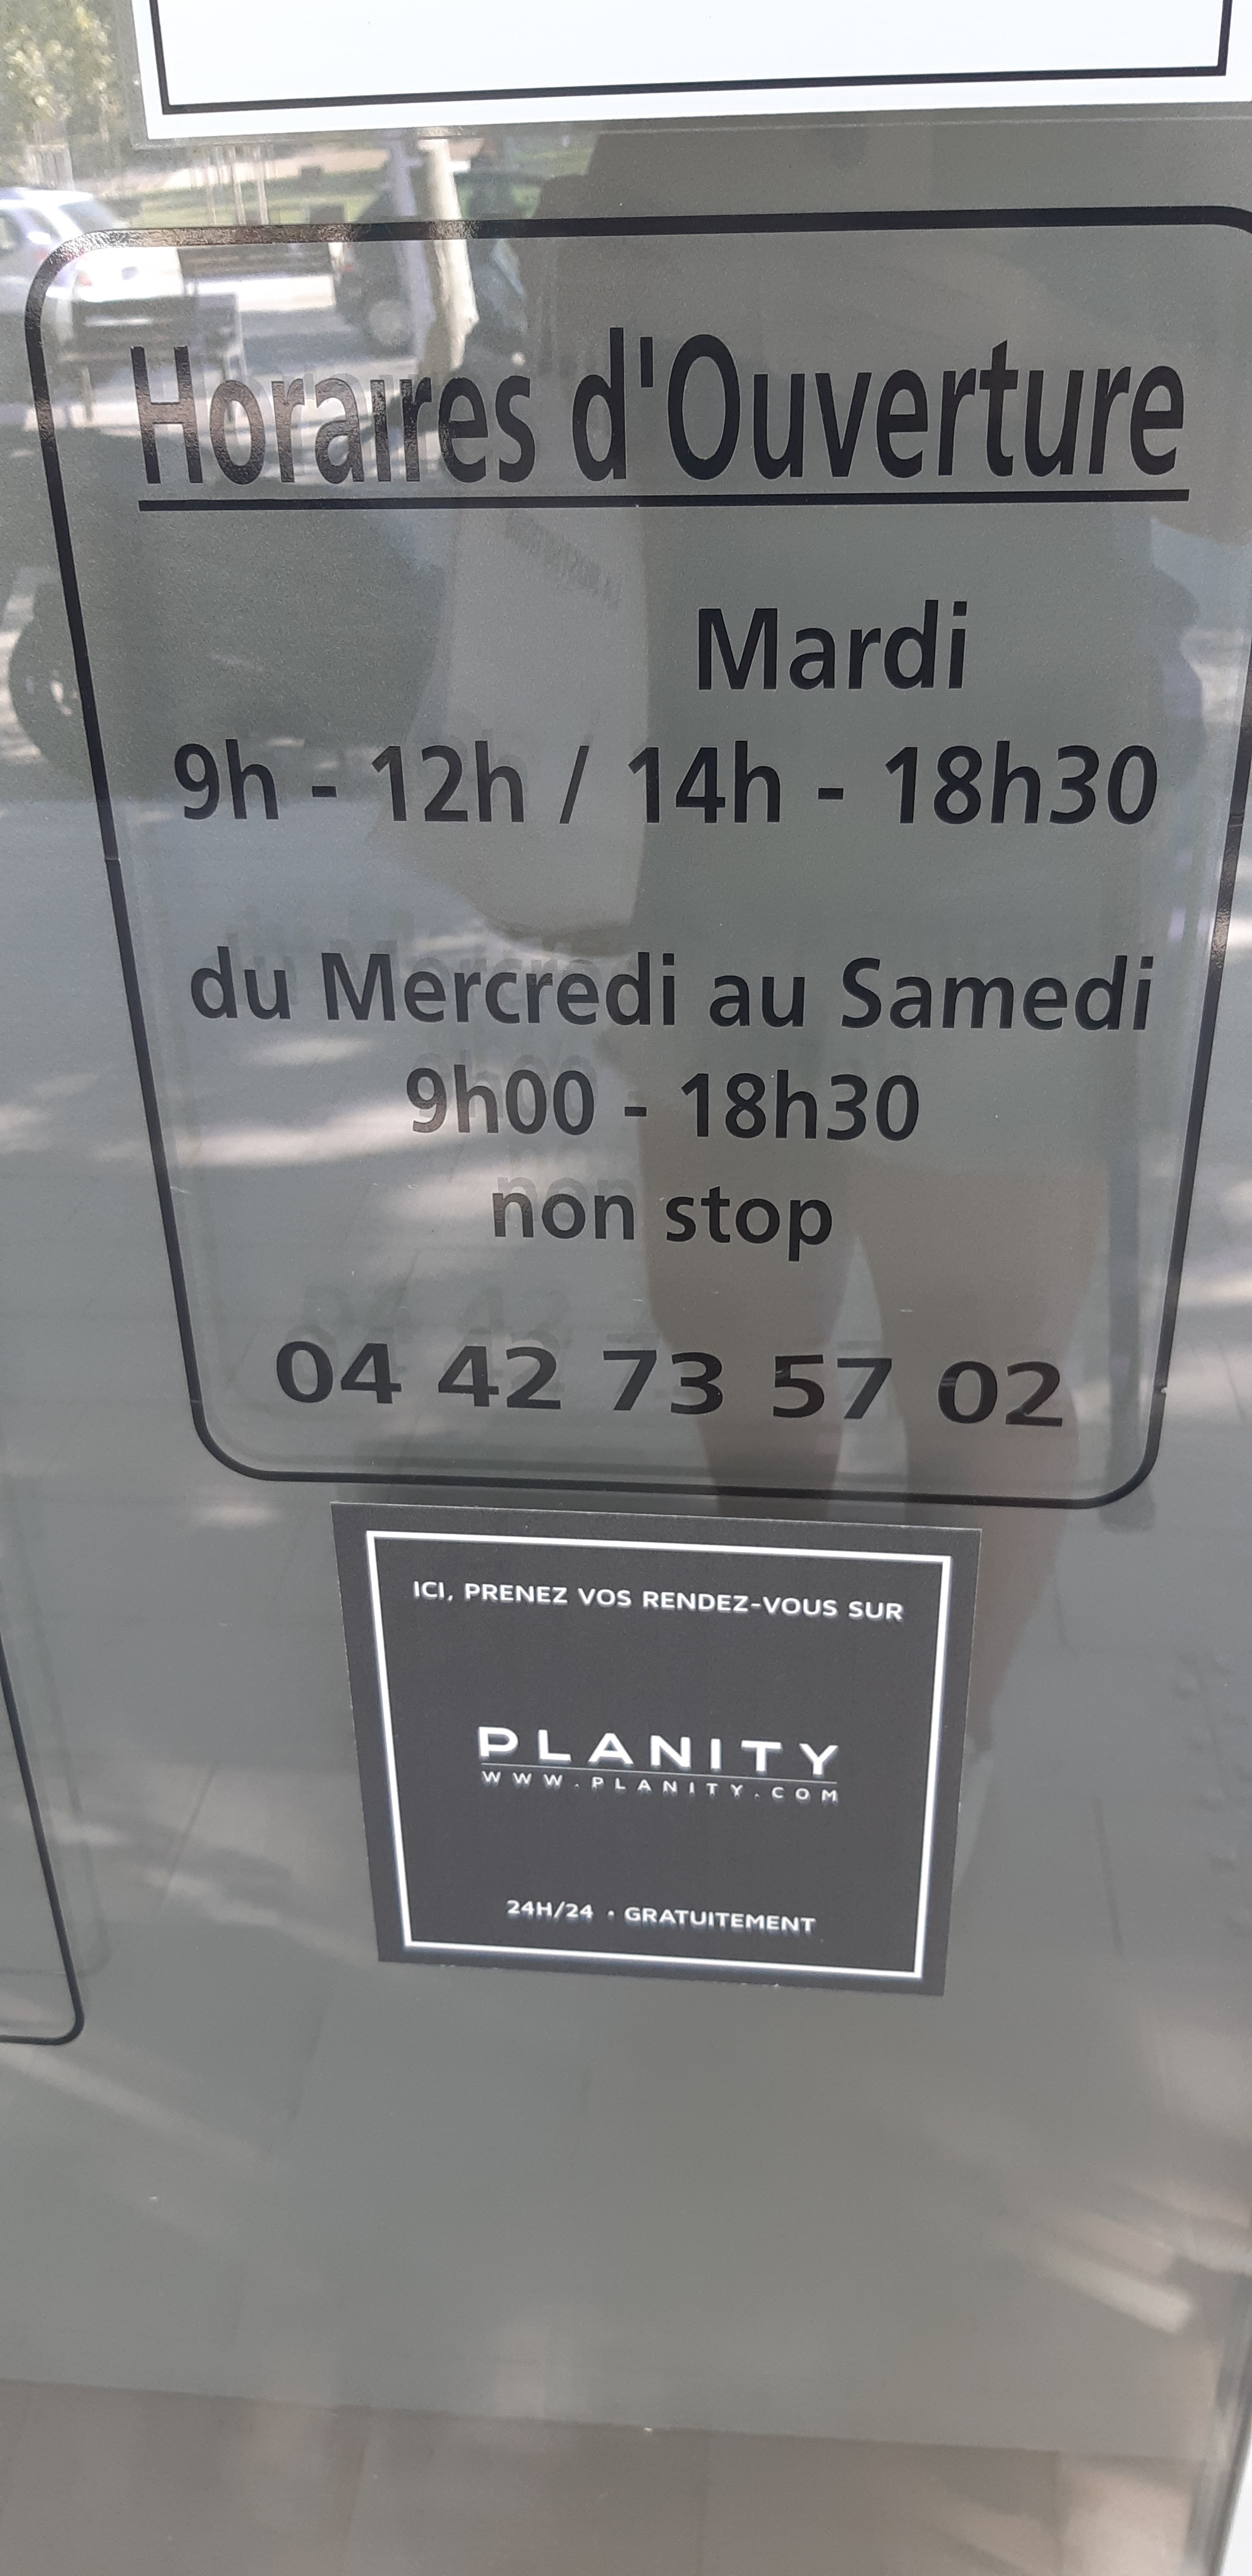 Horaires d'Ouverture
Mardi
9h - 12h / 14h - 18h30
du Mercredi au Samedi
9h00 - 18h30
non stop
04 42 73 57 02
ICI, PRENEZ VOS RENDEZ-VOUS SUR
PLANITY
WWW.PLANITY.COM
24H/24 • GRATUITEMENT